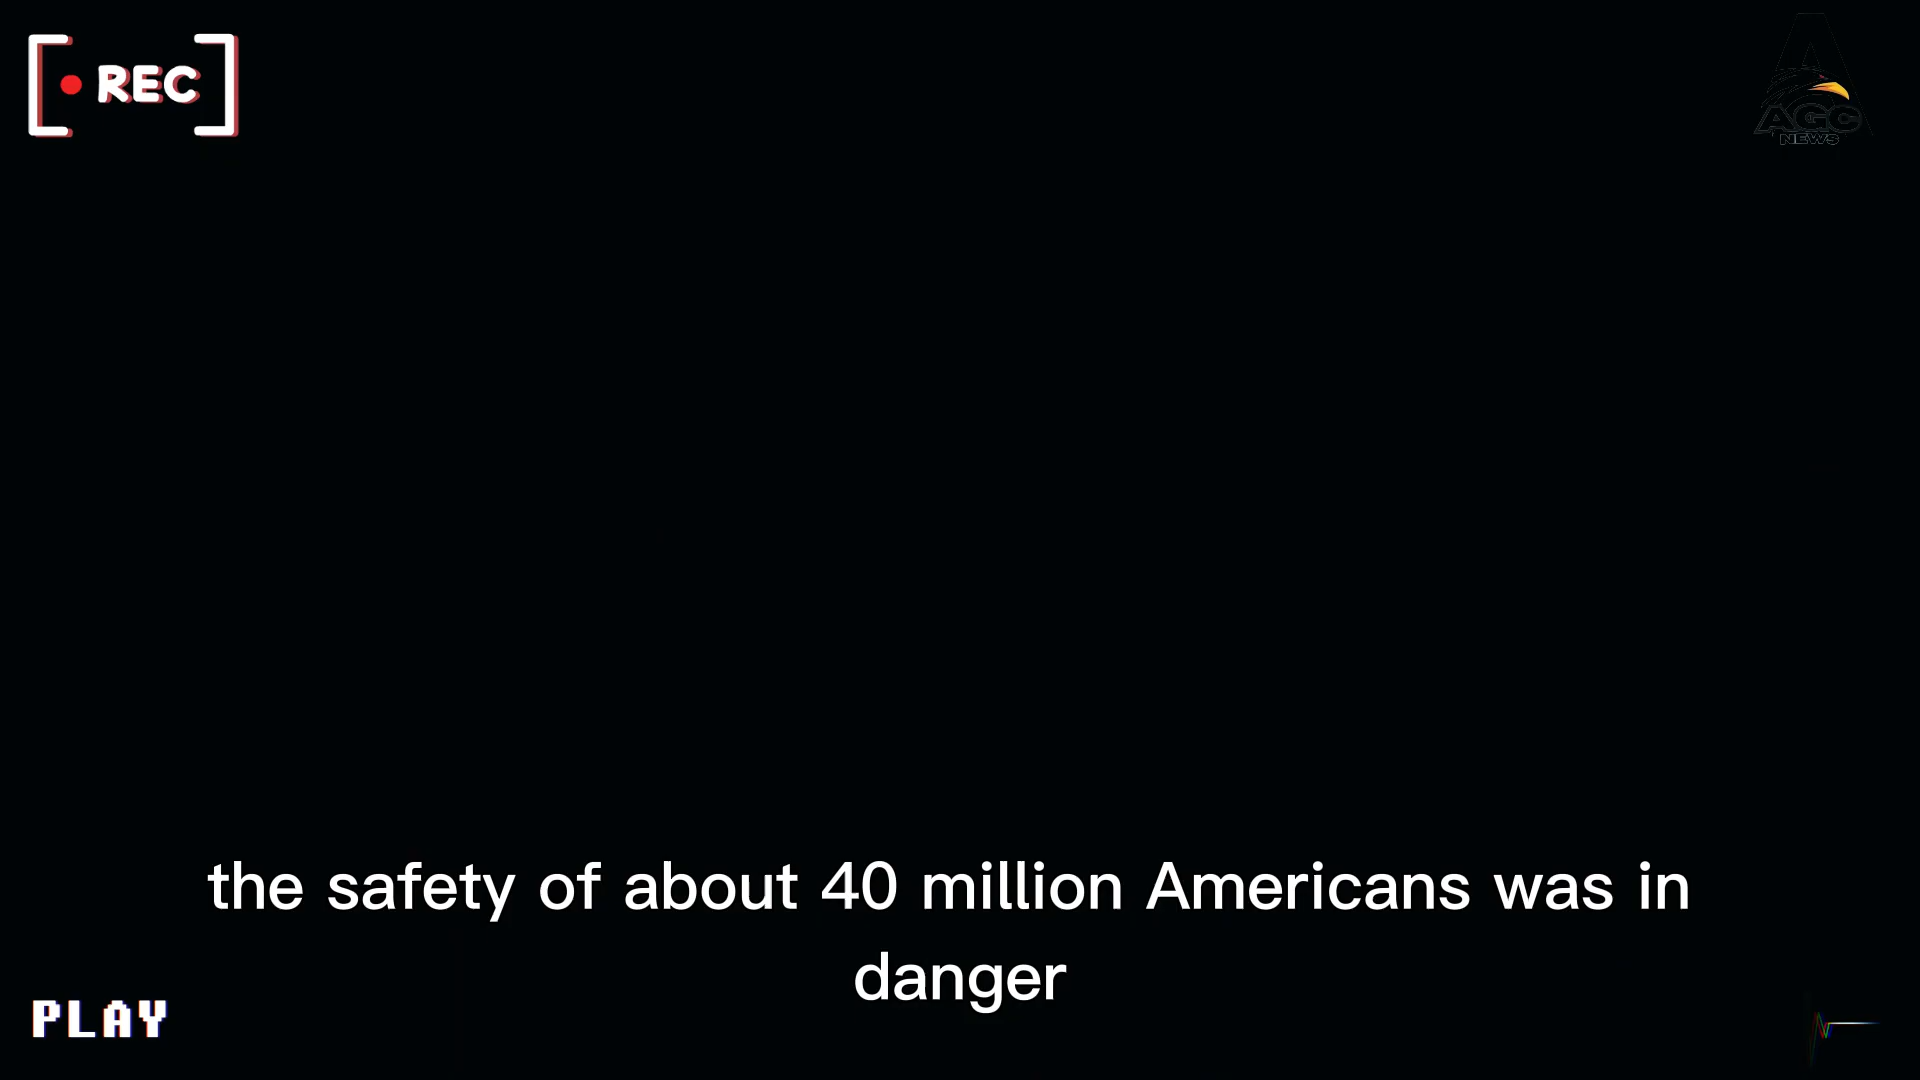 REC
AGC
NEWS
the safety of about 40 million Americans was in
danger
PLAY